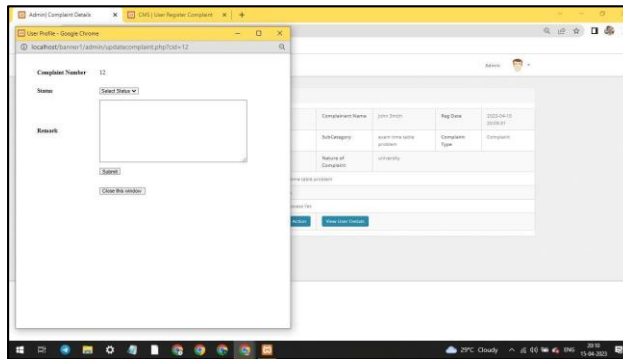 Admin| Complaint Details
CMS | User Register Complaint
User Profile - Google Chrome
localhost/banner1/admin/updatecomplaint.php?cid=12
Admin
Complaint Number 12
Status Select Status
Remark
Submit
Close this window
Complainant Name John Smith Reg Date 2023-04-15
SubCategory exam time table problem Complaint Type Complaint
Nature of Complaint university
time table problem
Action View User Details
29°C Cloudy ENG 20:10
15-04-2023